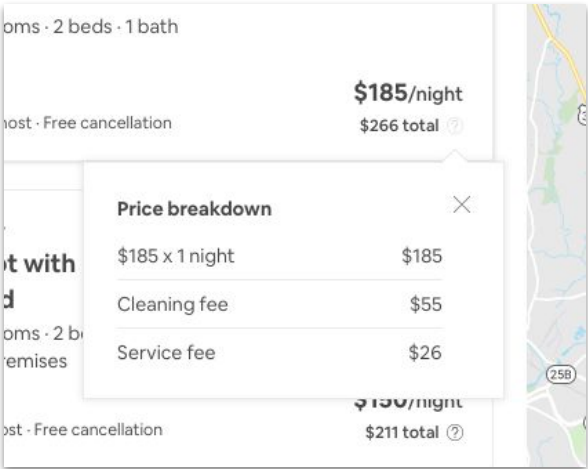 oms · 2 beds · 1 bath
$185/night
ost · Free cancellation
$266 total ?
Price breakdown
$185 x 1 night $185
Cleaning fee $55
Service fee $26
t with
d
oms · 2 b
emises
$150/night
ost · Free cancellation
$211 total ?
25B